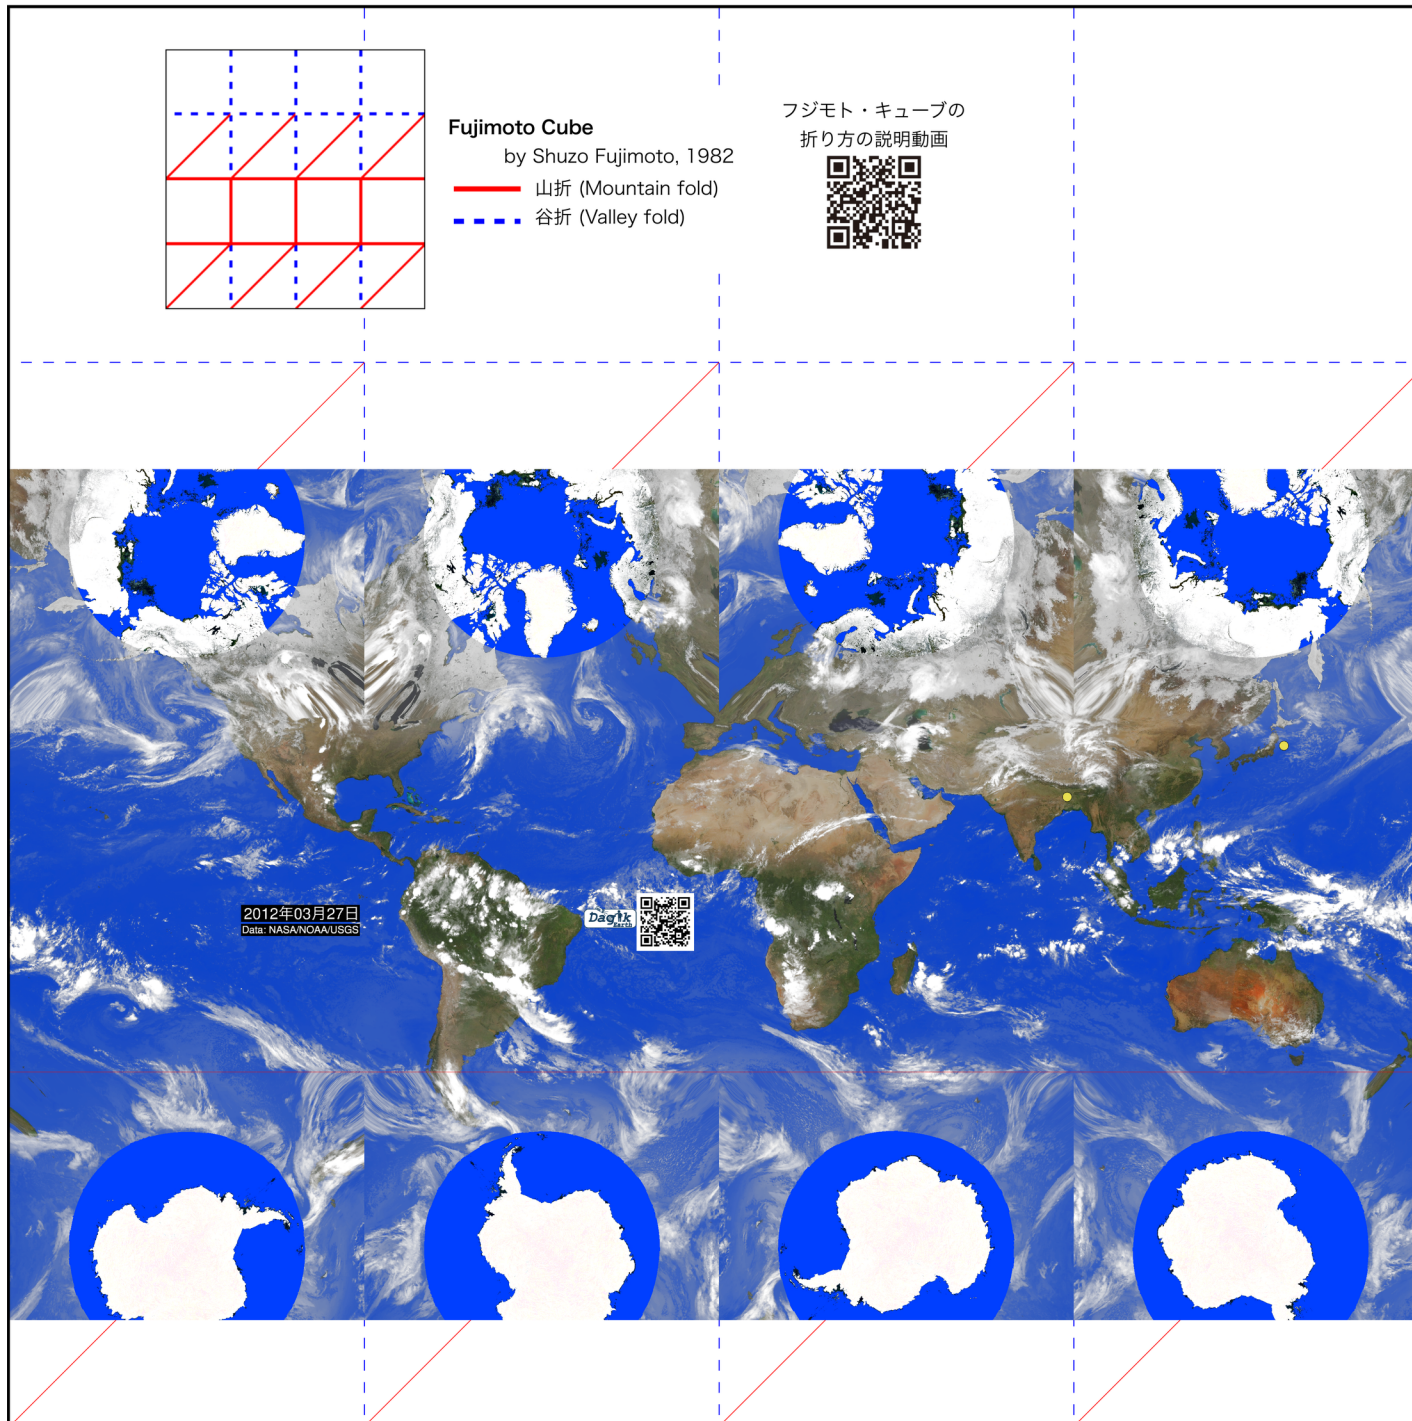 Fujimoto Cube
by Shuzo Fujimoto, 1982
山折 (Mountain fold)
谷折 (Valley fold)
フジモト・キューブの
折り方の説明動画
2012年03月27日
Data: NASA/NOAA/USGS
Dagik
Earth